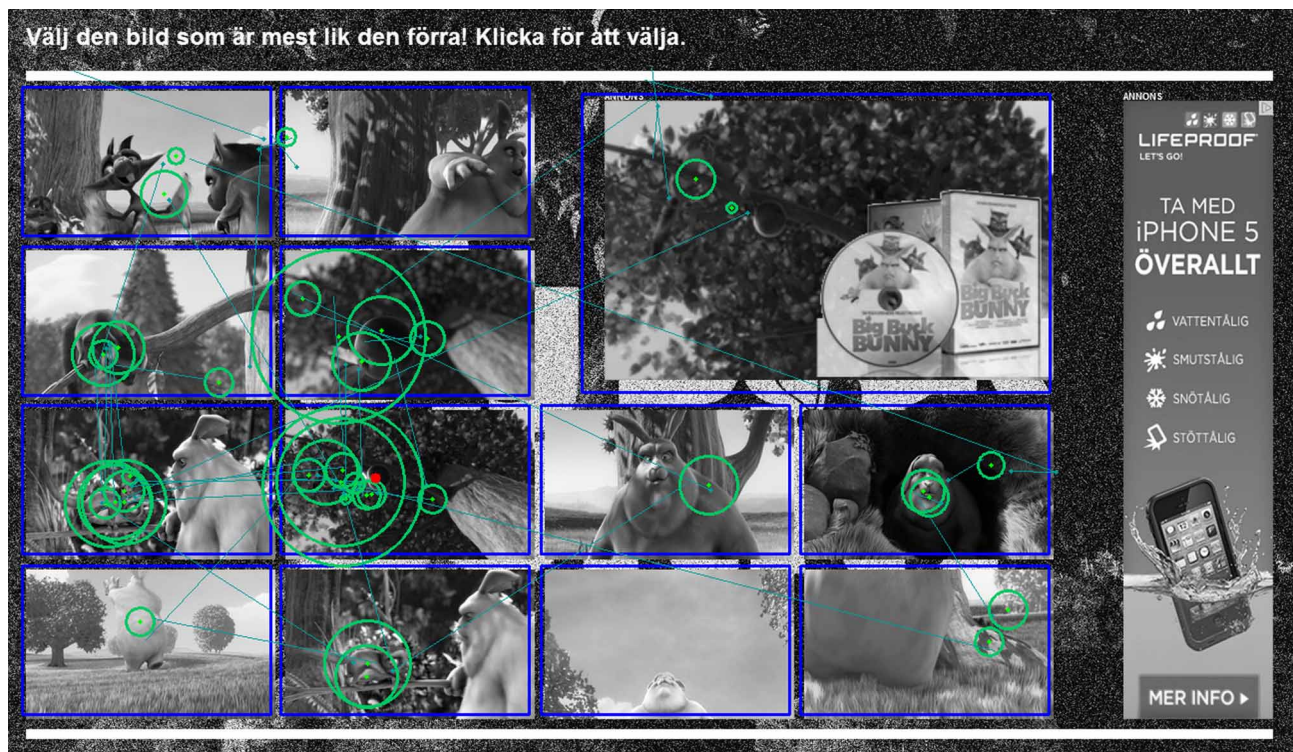 Välj den bild som är mest lik den förra! Klicka för att välja.
ANNONS
Big Buck
BUNNY
Big Buck
BUNNY
ANNONS
LIFEPROOF
LET'S GO!
TA MED
iPHONE 5
ÖVERALLT
VATTENTÅLIG
SMUTSTÅLIG
SNÖTÅLIG
STÖTTÅLIG
MER INFO